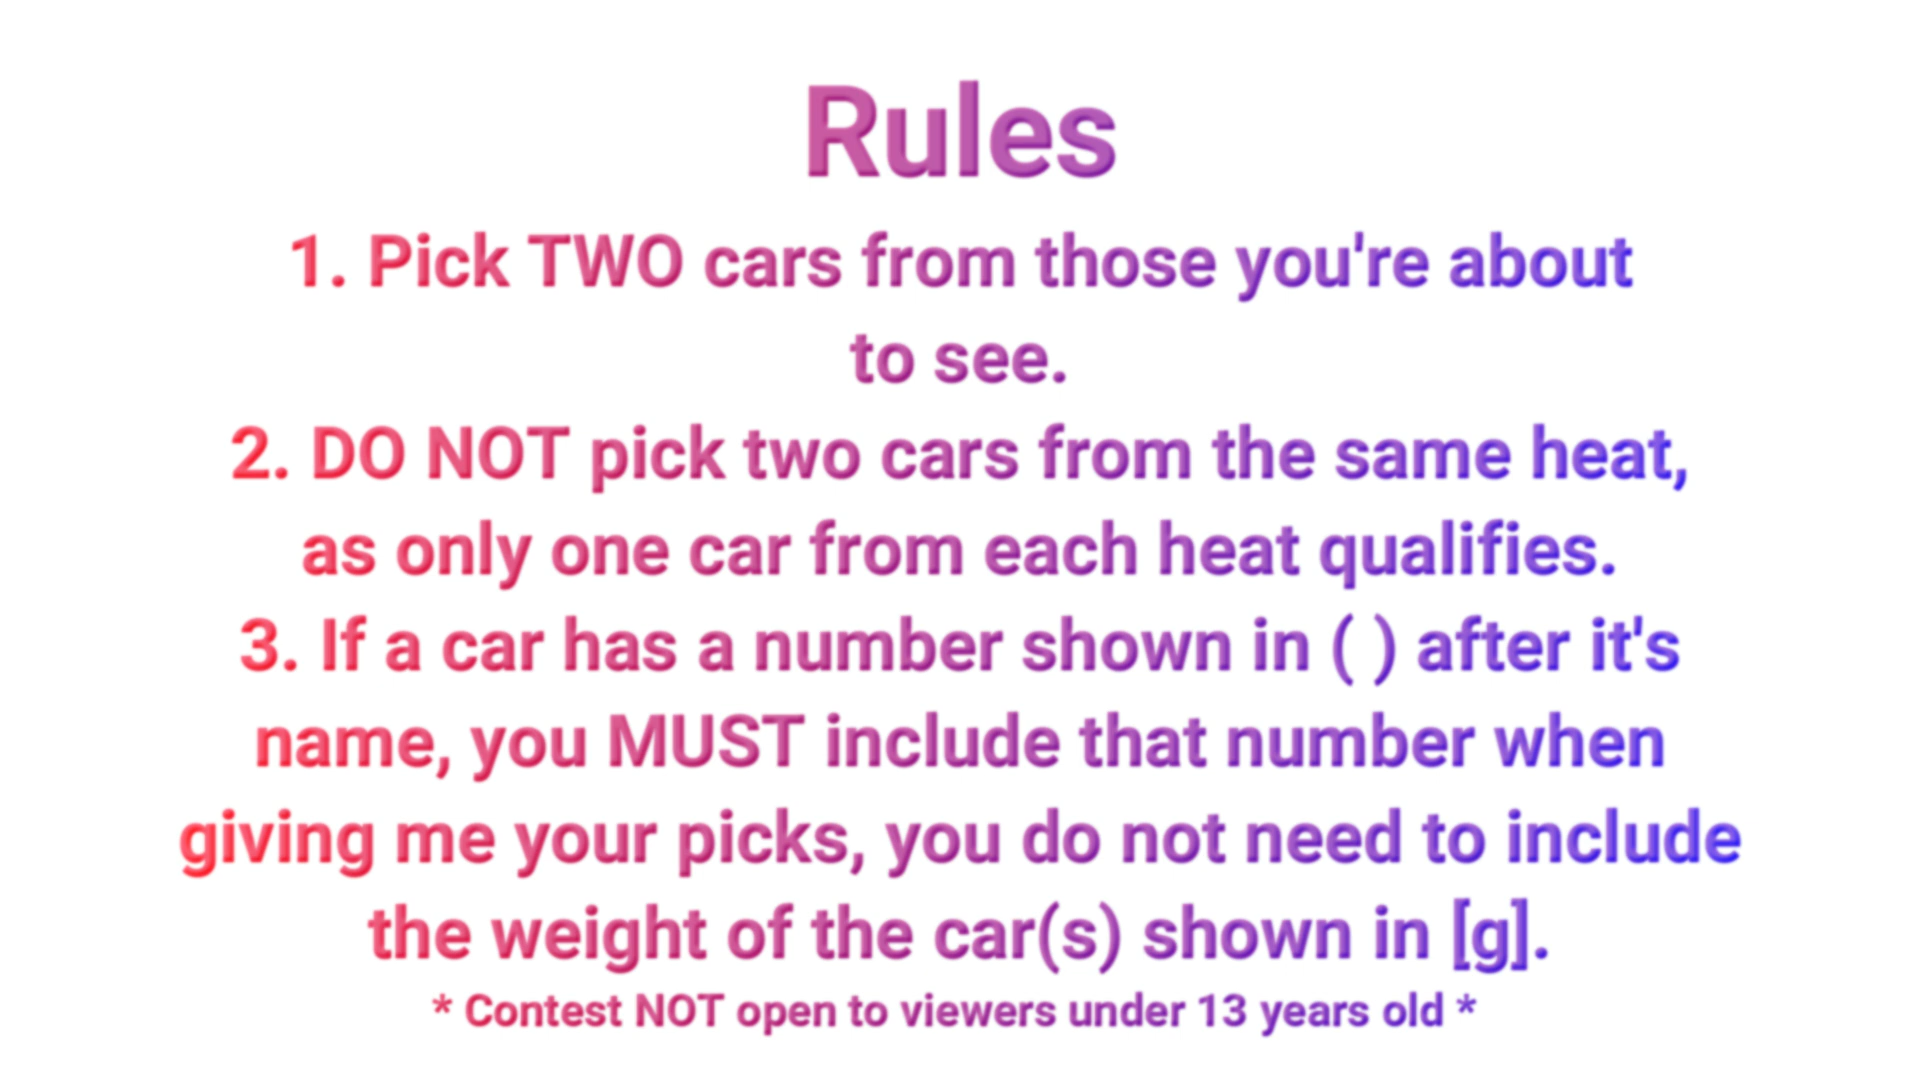 Rules
1. Pick TWO cars from those you're about
to see.
2. DO NOT pick two cars from the same heat,
as only one car from each heat qualifies.
3. If a car has a number shown in ( ) after it's
name, you MUST include that number when
giving me your picks, you do not need to include
the weight of the car(s) shown in [g].
* Contest NOT open to viewers under 13 years old *